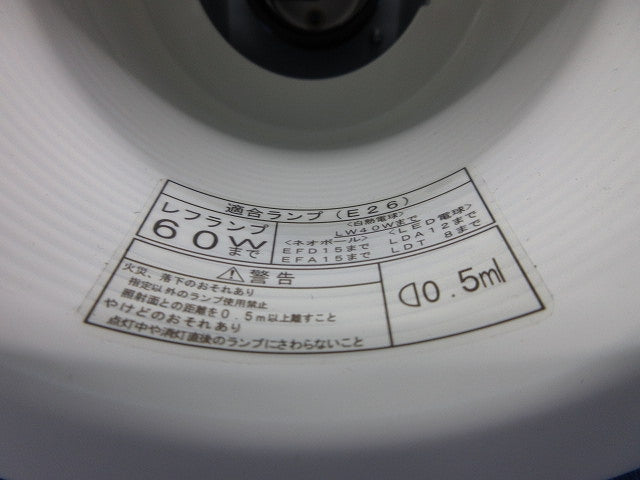 適合ランプ（E26）
レフランプ
60Wまで
〈白熱電球〉
LW40Wまで
〈ネオボール〉
EFD15まで
EFA15まで
〈LED電球〉
LDA12まで
LDT 8まで
⚠警告
火災、落下のおそれあり
指定以外のランプ使用禁止
照射面との距離を0.5m以上離すこと
やけどのおそれあり
点灯中や消灯直後のランプにさわらないこと
0.5m